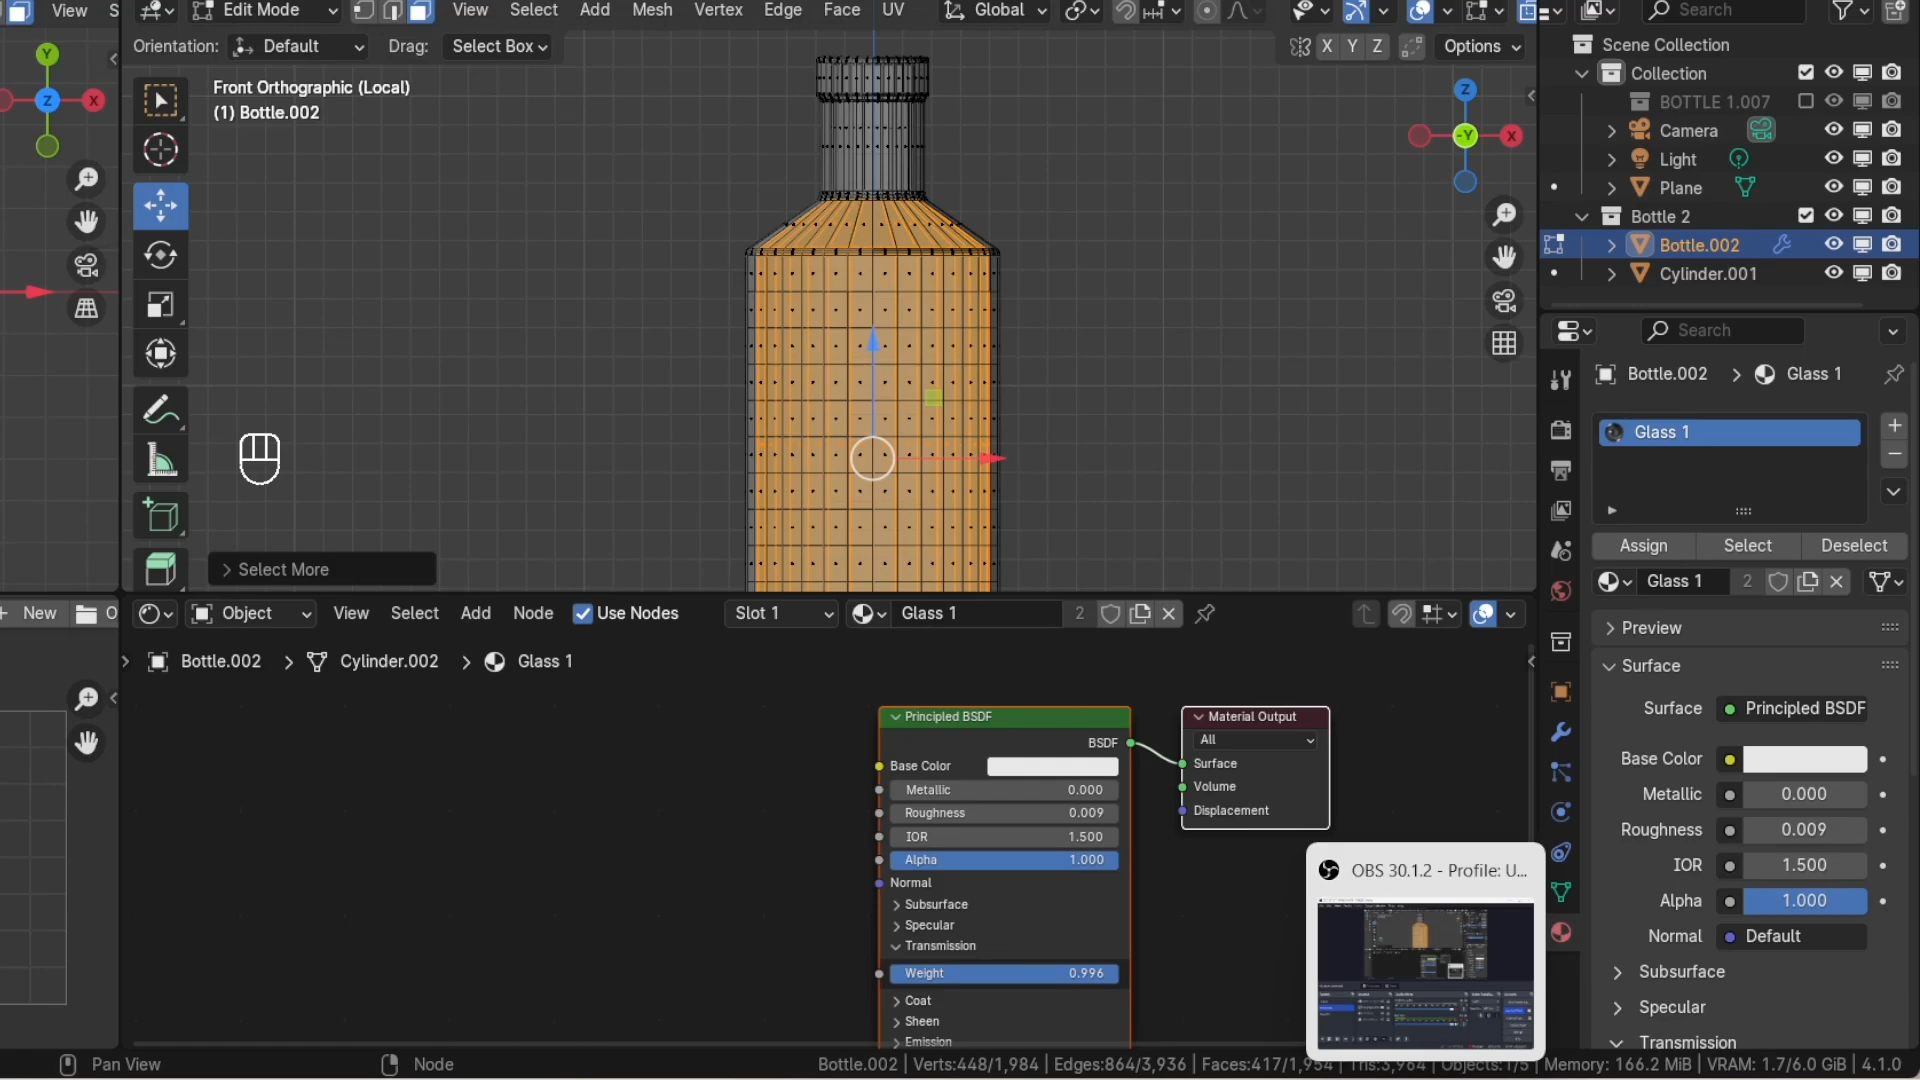 View S Edit Mode View Select Add Mesh Vertex Edge Face UV Global Search
Orientation: Default Drag: Select Box X Y Z Options
Front Orthographic (Local)
(1) Bottle.002
Y
Z X
Z
-Y X
Select More
Scene Collection
Collection
BOTTLE 1.007
Camera
Light
Plane
Bottle 2
Bottle.002
Cylinder.001
Search
Bottle.002 Glass 1
Glass 1
Assign Select Deselect
Glass 1 2
Preview
Surface
Surface Principled BSDF
Base Color
Metallic 0.000
Roughness 0.009
IOR 1.500
Alpha 1.000
Normal Default
Subsurface
Specular
Transmission
+ New O Object View Select Add Node Use Nodes Slot 1 Glass 1 2
Bottle.002 Cylinder.002 Glass 1
Principled BSDF
BSDF
Base Color
Metallic 0.000
Roughness 0.009
IOR 1.500
Alpha 1.000
Normal
Subsurface
Specular
Transmission
Weight 0.996
Coat
Sheen
Emission
Material Output
All
Surface
Volume
Displacement
OBS 30.1.2 - Profile: U...
Pan View Node Bottle.002 | Verts:448/1,984 | Edges:864/3,936 | Faces:417/1,954 | Tris:3,964 | Objects:1/5 | Memory: 166.2 MiB | VRAM: 1.7/6.0 GiB | 4.1.0